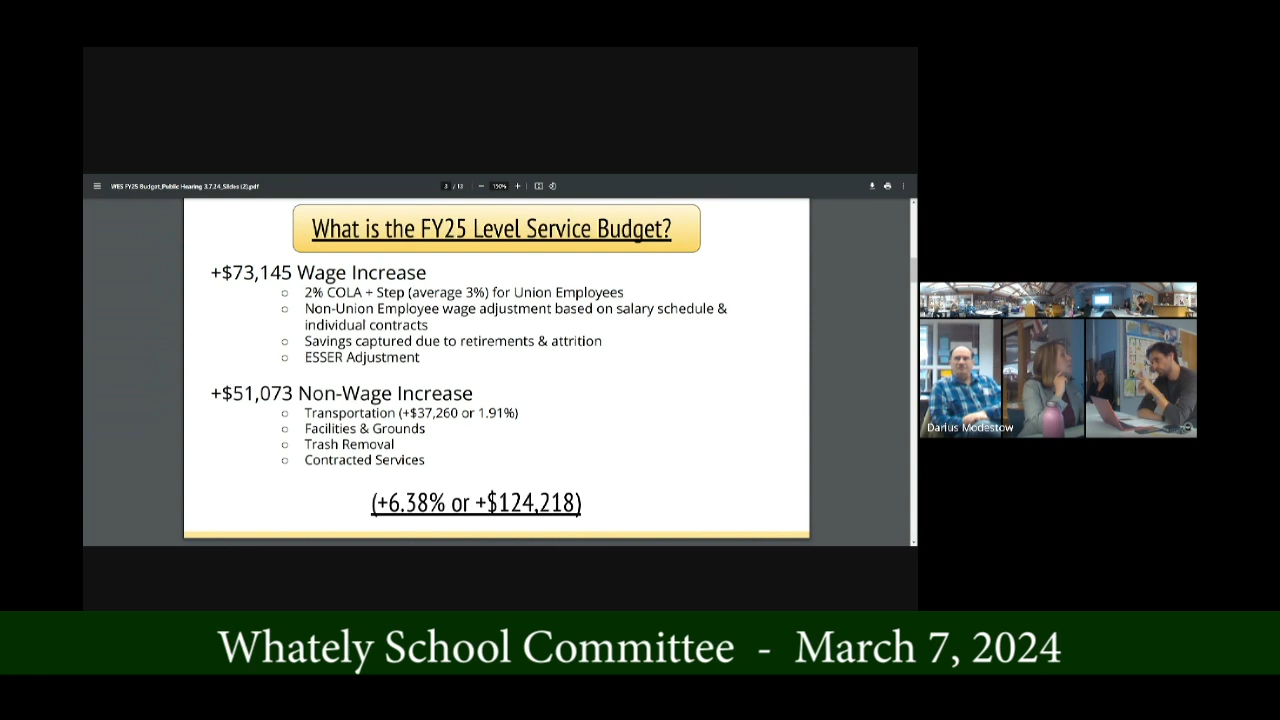 WES FY25 Budget_Public Hearing 3.7.24_Slides (2).pdf
3 / 13
150%
What is the FY25 Level Service Budget?
+$73,145 Wage Increase
2% COLA + Step (average 3%) for Union Employees
Non-Union Employee wage adjustment based on salary schedule &
individual contracts
Savings captured due to retirements & attrition
ESSER Adjustment
+$51,073 Non-Wage Increase
Transportation (+$37,260 or 1.91%)
Facilities & Grounds
Trash Removal
Contracted Services
(+6.38% or +$124,218)
Darius Modestow
Whately School Committee - March 7, 2024